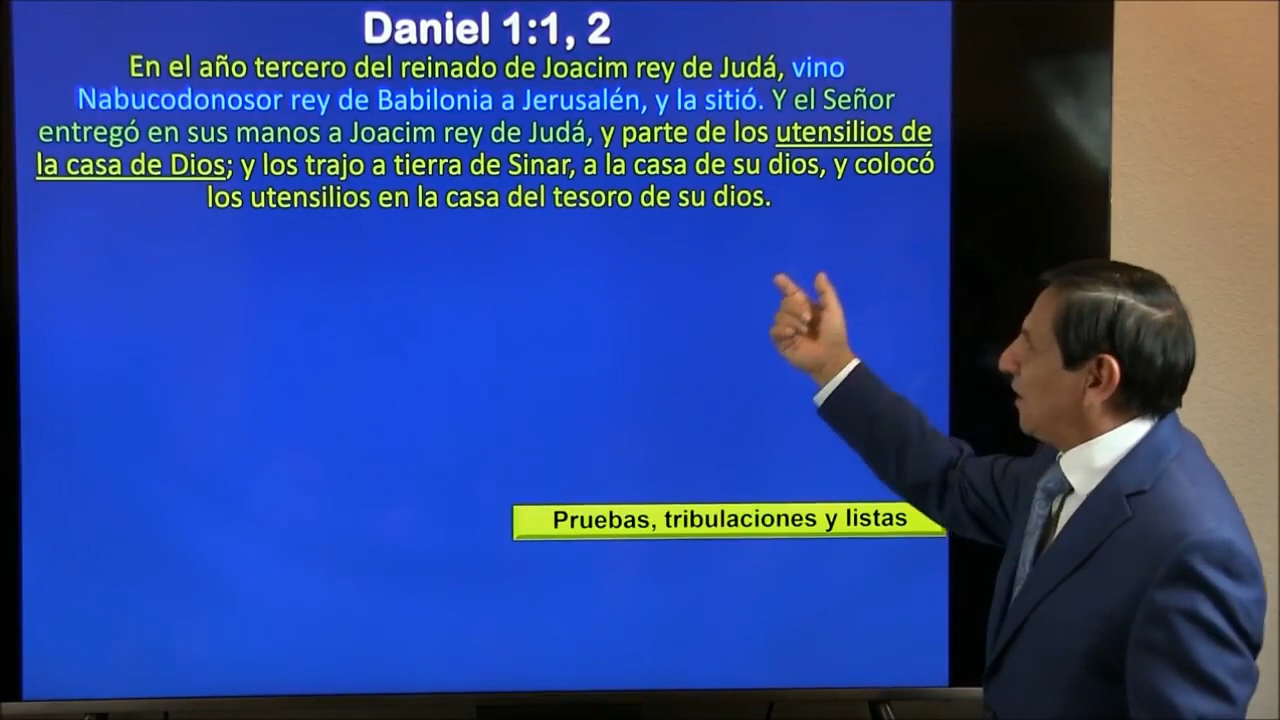 Daniel 1:1, 2
En el año tercero del reinado de Joacim rey de Judá, vino
Nabucodonosor rey de Babilonia a Jerusalén, y la sitió. Y el Señor
entregó en sus manos a Joacim rey de Judá, y parte de los utensilios de
la casa de Dios; y los trajo a tierra de Sinar, a la casa de su dios, y colocó
los utensilios en la casa del tesoro de su dios.
Pruebas, tribulaciones y listas